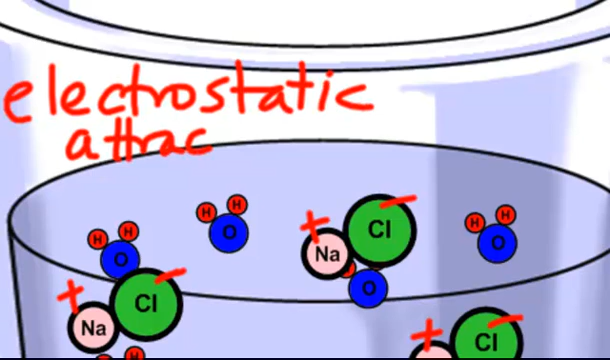 electrostatic
attrac
H H O
H H O
+ Na Cl −
H H O
O
+ Na Cl −
+ Cl −
H